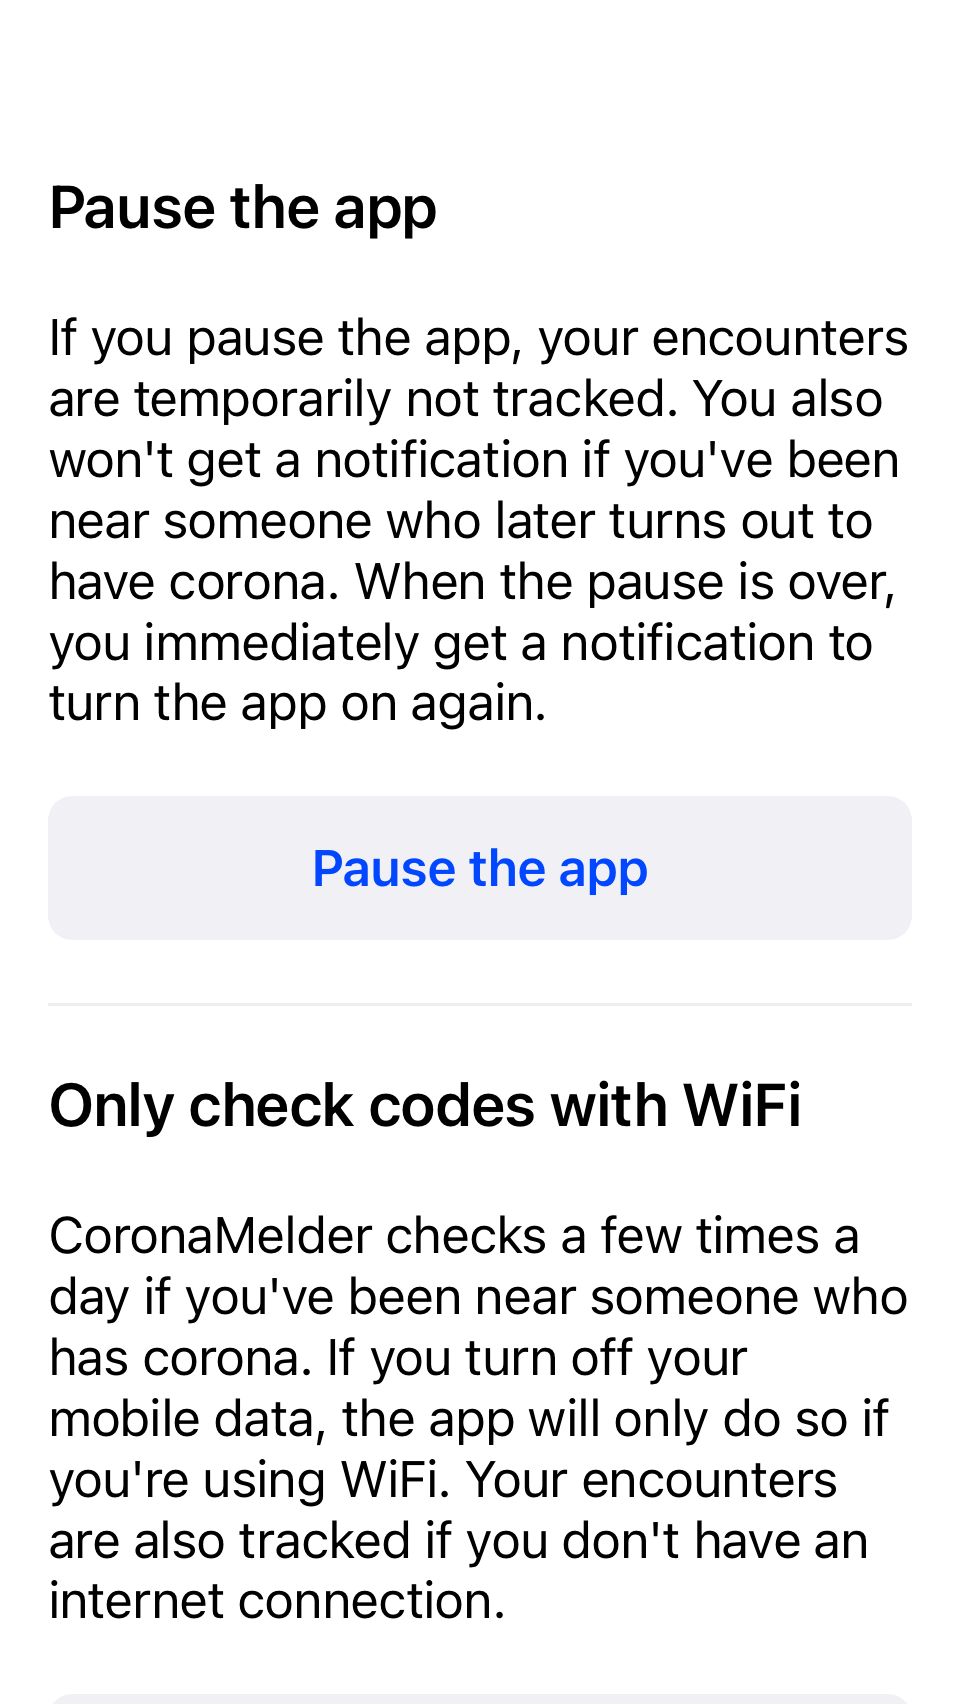 Pause the app
If you pause the app, your encounters
are temporarily not tracked. You also
won't get a notification if you've been
near someone who later turns out to
have corona. When the pause is over,
you immediately get a notification to
turn the app on again.
Pause the app
Only check codes with WiFi
CoronaMelder checks a few times a
day if you've been near someone who
has corona. If you turn off your
mobile data, the app will only do so if
you're using WiFi. Your encounters
are also tracked if you don't have an
internet connection.